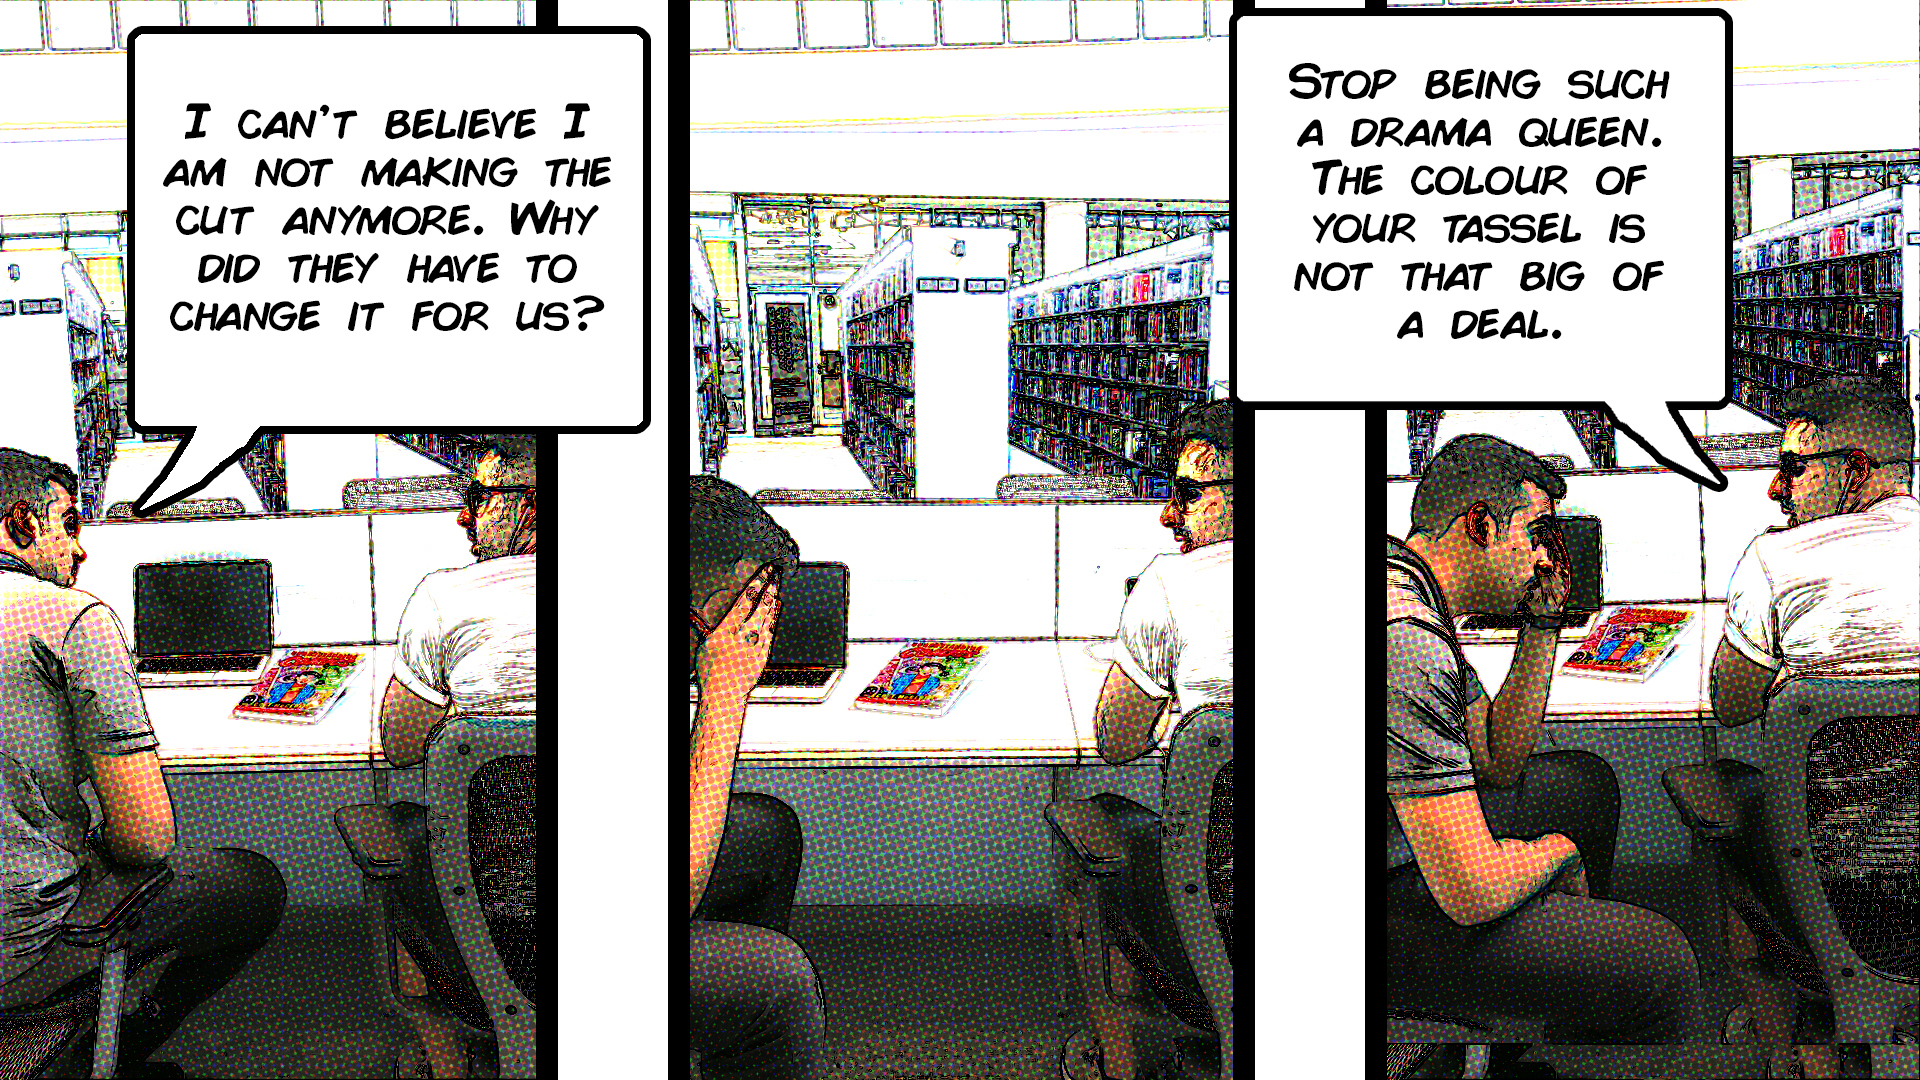 I can't believe I
am not making the
cut anymore. Why
did they have to
change it for us?
Stop being such
a drama queen.
The colour of
your tassel is
not that big of
a deal.